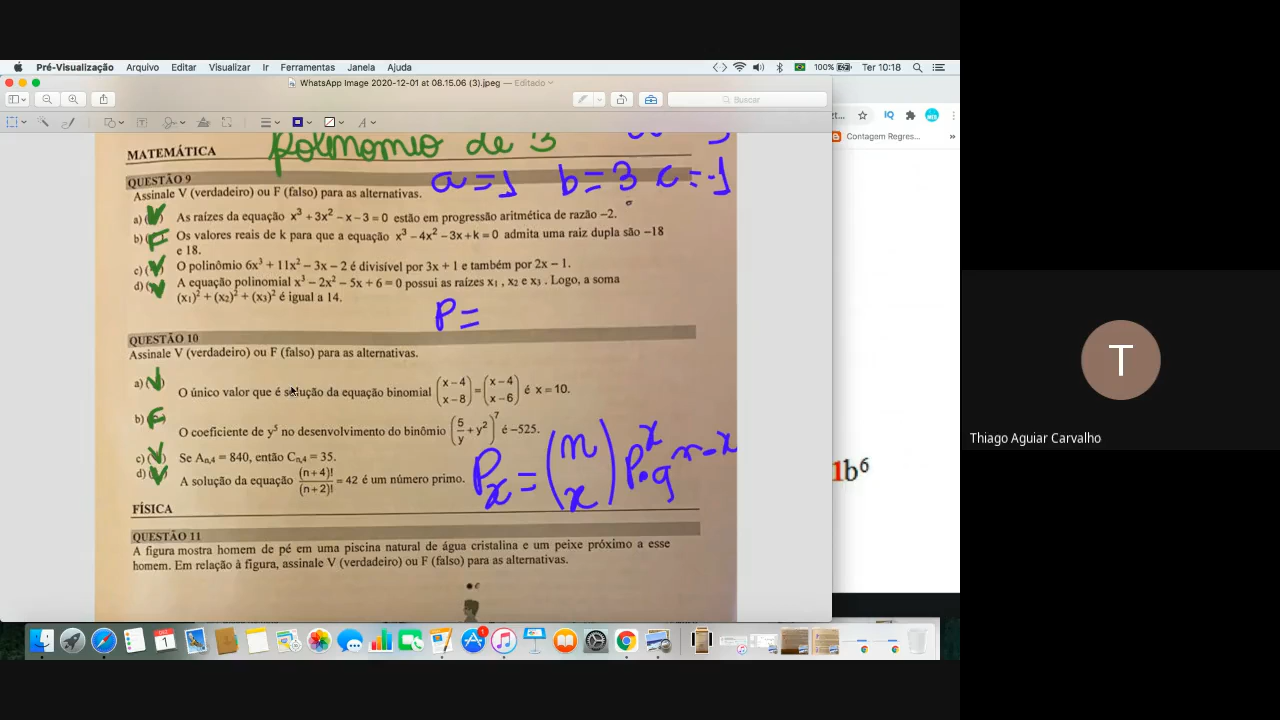 Pré-Visualização Arquivo Editar Visualizar Ir Ferramentas Janela Ajuda 100% Ter 10:18
WhatsApp Image 2020-12-01 at 08.15.06 (3).jpeg — Editado
Buscar
Contagem Regres...
polinomio de 3
MATEMÁTICA
a=1 b=3 c=-1
QUESTÃO 9
Assinale V (verdadeiro) ou F (falso) para as alternativas.
a) (V) As raízes da equação x³ + 3x² − x − 3 = 0 estão em progressão aritmética de razão −2.
b) (F) Os valores reais de k para que a equação x³ − 4x² − 3x + k = 0 admita uma raiz dupla são −18
e 18.
c) (V) O polinômio 6x³ + 11x² − 3x − 2 é divisível por 3x + 1 e também por 2x − 1.
d) (V) A equação polinomial x³ − 2x² − 5x + 6 = 0 possui as raízes x₁ , x₂ e x₃ . Logo, a soma
(x₁)² + (x₂)² + (x₃)² é igual a 14.
P=
QUESTÃO 10
Assinale V (verdadeiro) ou F (falso) para as alternativas.
a) (V) O único valor que é solução da equação binomial (x−4 x−8) = (x−4 x−6) é x = 10.
b) (F) O coeficiente de y⁵ no desenvolvimento do binômio (5/y + y²)⁷ é −525.
c) (V) Se Aₙ,₄ = 840, então Cₙ,₄ = 35.
d) (V) A solução da equação (n+4)!/(n+2)! = 42 é um número primo.
Px = (n x) P^x . q^n-x
FÍSICA
QUESTÃO 11
A figura mostra homem de pé em uma piscina natural de água cristalina e um peixe próximo a esse
homem. Em relação à figura, assinale V (verdadeiro) ou F (falso) para as alternativas.
1b⁶
T
Thiago Aguiar Carvalho